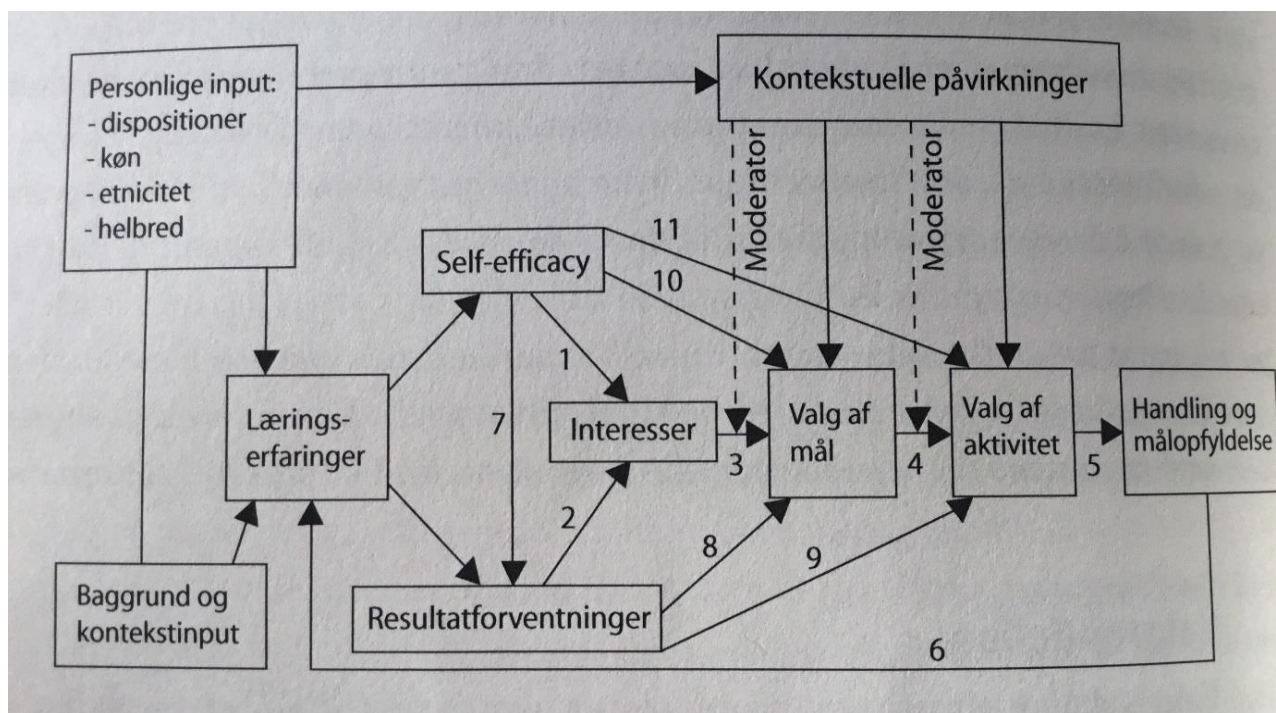 Personlige input:
- dispositioner
- køn
- etnicitet
- helbred
Kontekstuelle påvirkninger
Moderator
Moderator
Self-efficacy
11
10
1
7
Lærings-
erfaringer
Interesser
3
Valg af
mål
4
Valg af
aktivitet
5
Handling og
målopfyldelse
2
8
9
Baggrund og
kontekstinput
Resultatforventninger
6